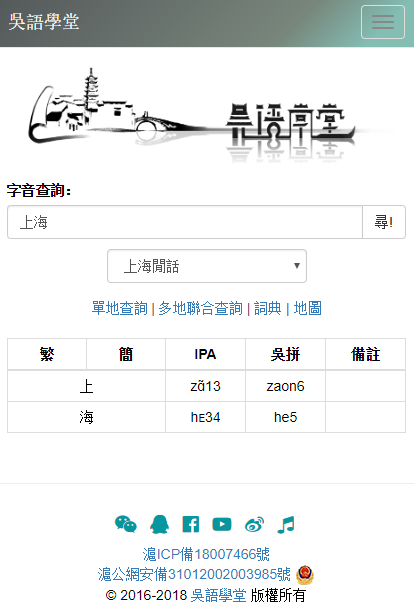 吳語學堂
吳語學堂
字音查詢：
上海
尋!
上海閒話
單地查詢 | 多地聯合查詢 | 詞典 | 地圖
繁 簡 IPA 吳拼 備註
上 zɑ̃13 zaon6
海 hᴇ34 he5
滬ICP備18007466號
滬公網安備31012002003985號
© 2016-2018 吳語學堂 版權所有